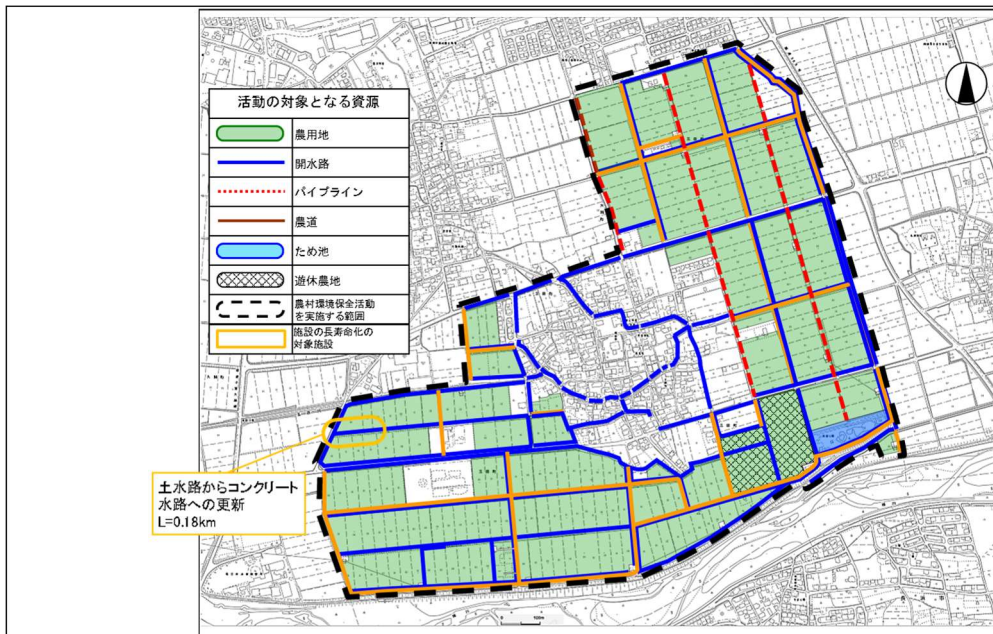 活動の対象となる資源
農用地
開水路
パイプライン
農道
ため池
遊休農地
農村環境保全活動
を実施する範囲
施設の長寿命化の
対象施設
土水路からコンクリート
水路への更新
L=0.18km